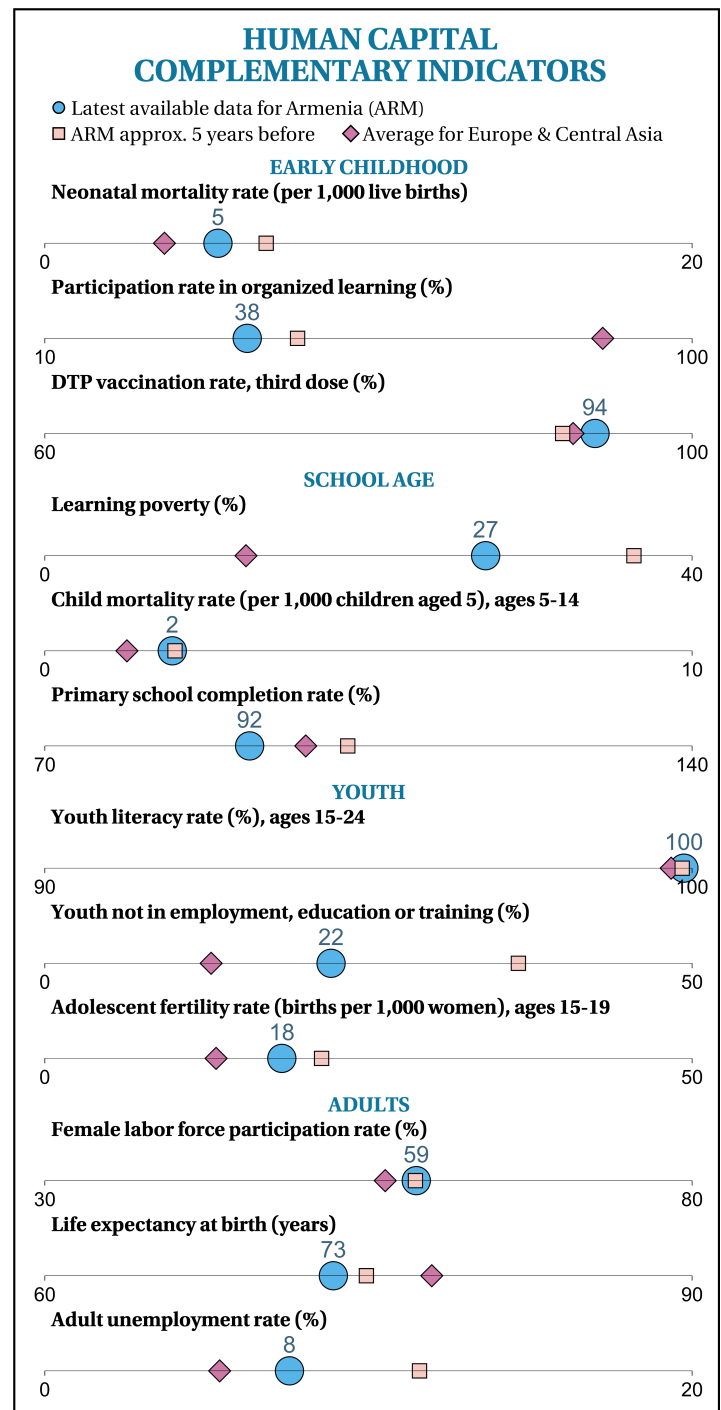 HUMAN CAPITAL
COMPLEMENTARY INDICATORS
Latest available data for Armenia (ARM)
ARM approx. 5 years before Average for Europe & Central Asia
EARLY CHILDHOOD
Neonatal mortality rate (per 1,000 live births)
5
0 20
Participation rate in organized learning (%)
38
10 100
DTP vaccination rate, third dose (%)
94
60 100
SCHOOL AGE
Learning poverty (%)
27
0 40
Child mortality rate (per 1,000 children aged 5), ages 5-14
2
0 10
Primary school completion rate (%)
92
70 140
YOUTH
Youth literacy rate (%), ages 15-24
100
90 100
Youth not in employment, education or training (%)
22
0 50
Adolescent fertility rate (births per 1,000 women), ages 15-19
18
0 50
ADULTS
Female labor force participation rate (%)
59
30 80
Life expectancy at birth (years)
73
60 90
Adult unemployment rate (%)
8
0 20